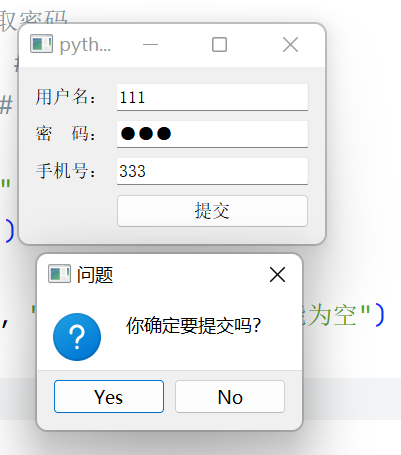 取密码
#
pyth...
#
用户名： 111
密 码： ●●●
手机号： 333
"
)
提交
问题
, "
能为空")
你确定要提交吗？
Yes No